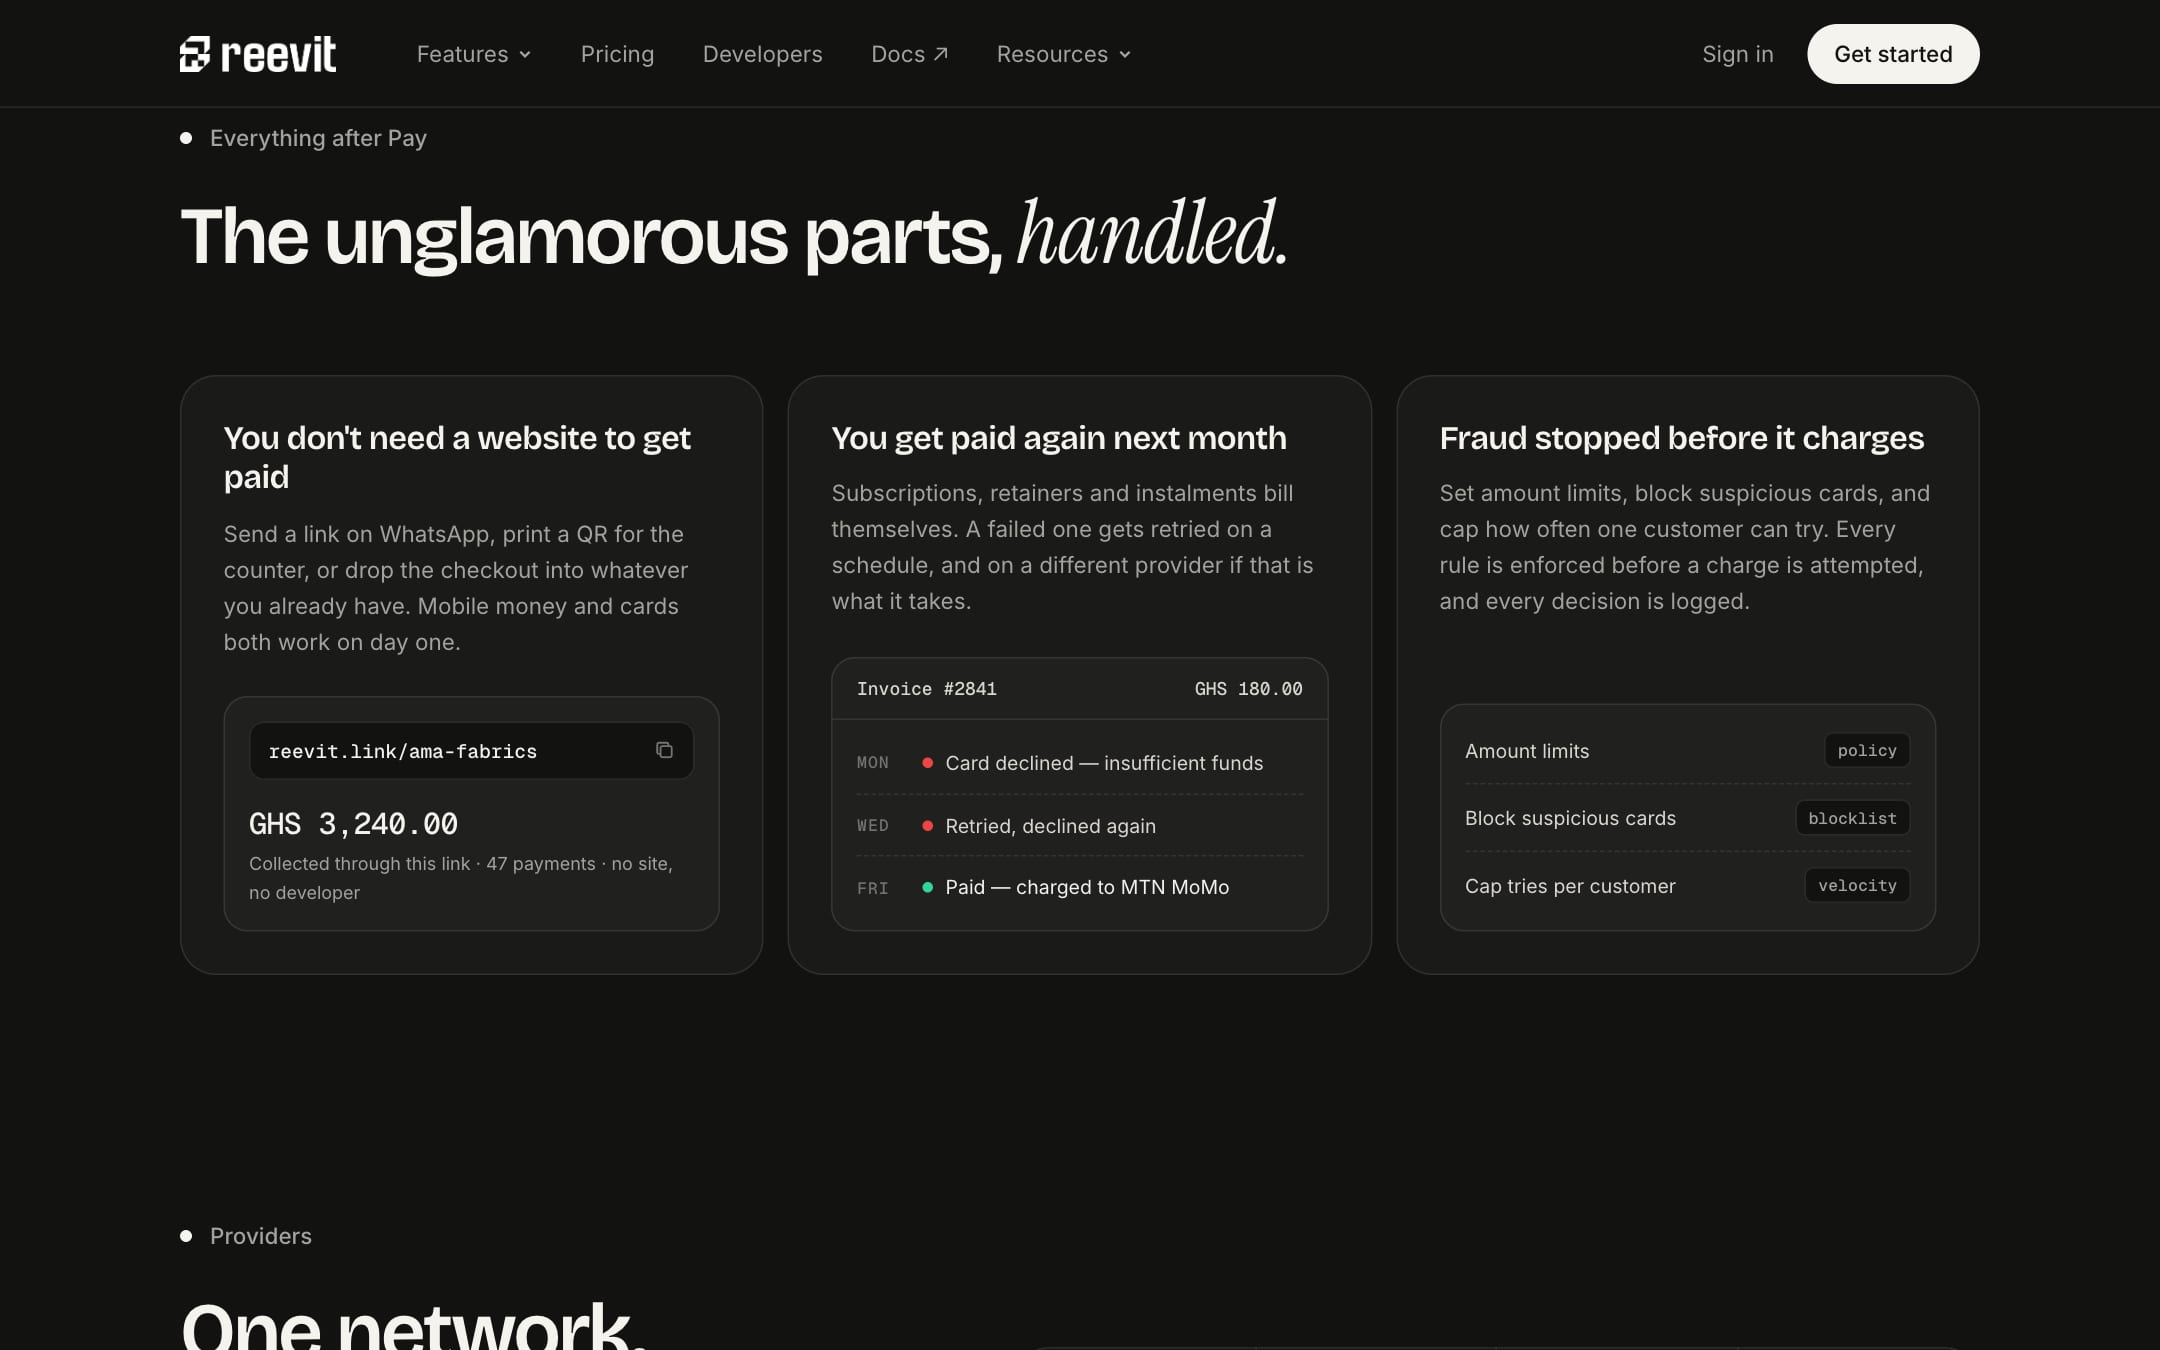 reevit
Features
Pricing
Developers
Docs ↗
Resources
Sign in
Get started
Everything after Pay
The unglamorous parts, handled.
You don't need a website to get
paid
Send a link on WhatsApp, print a QR for the
counter, or drop the checkout into whatever
you already have. Mobile money and cards
both work on day one.
reevit.link/ama-fabrics
GHS 3,240.00
Collected through this link · 47 payments · no site,
no developer
You get paid again next month
Subscriptions, retainers and instalments bill
themselves. A failed one gets retried on a
schedule, and on a different provider if that is
what it takes.
Invoice #2841 GHS 180.00
MON Card declined — insufficient funds
WED Retried, declined again
FRI Paid — charged to MTN MoMo
Fraud stopped before it charges
Set amount limits, block suspicious cards, and
cap how often one customer can try. Every
rule is enforced before a charge is attempted,
and every decision is logged.
Amount limits policy
Block suspicious cards blocklist
Cap tries per customer velocity
Providers
One network.